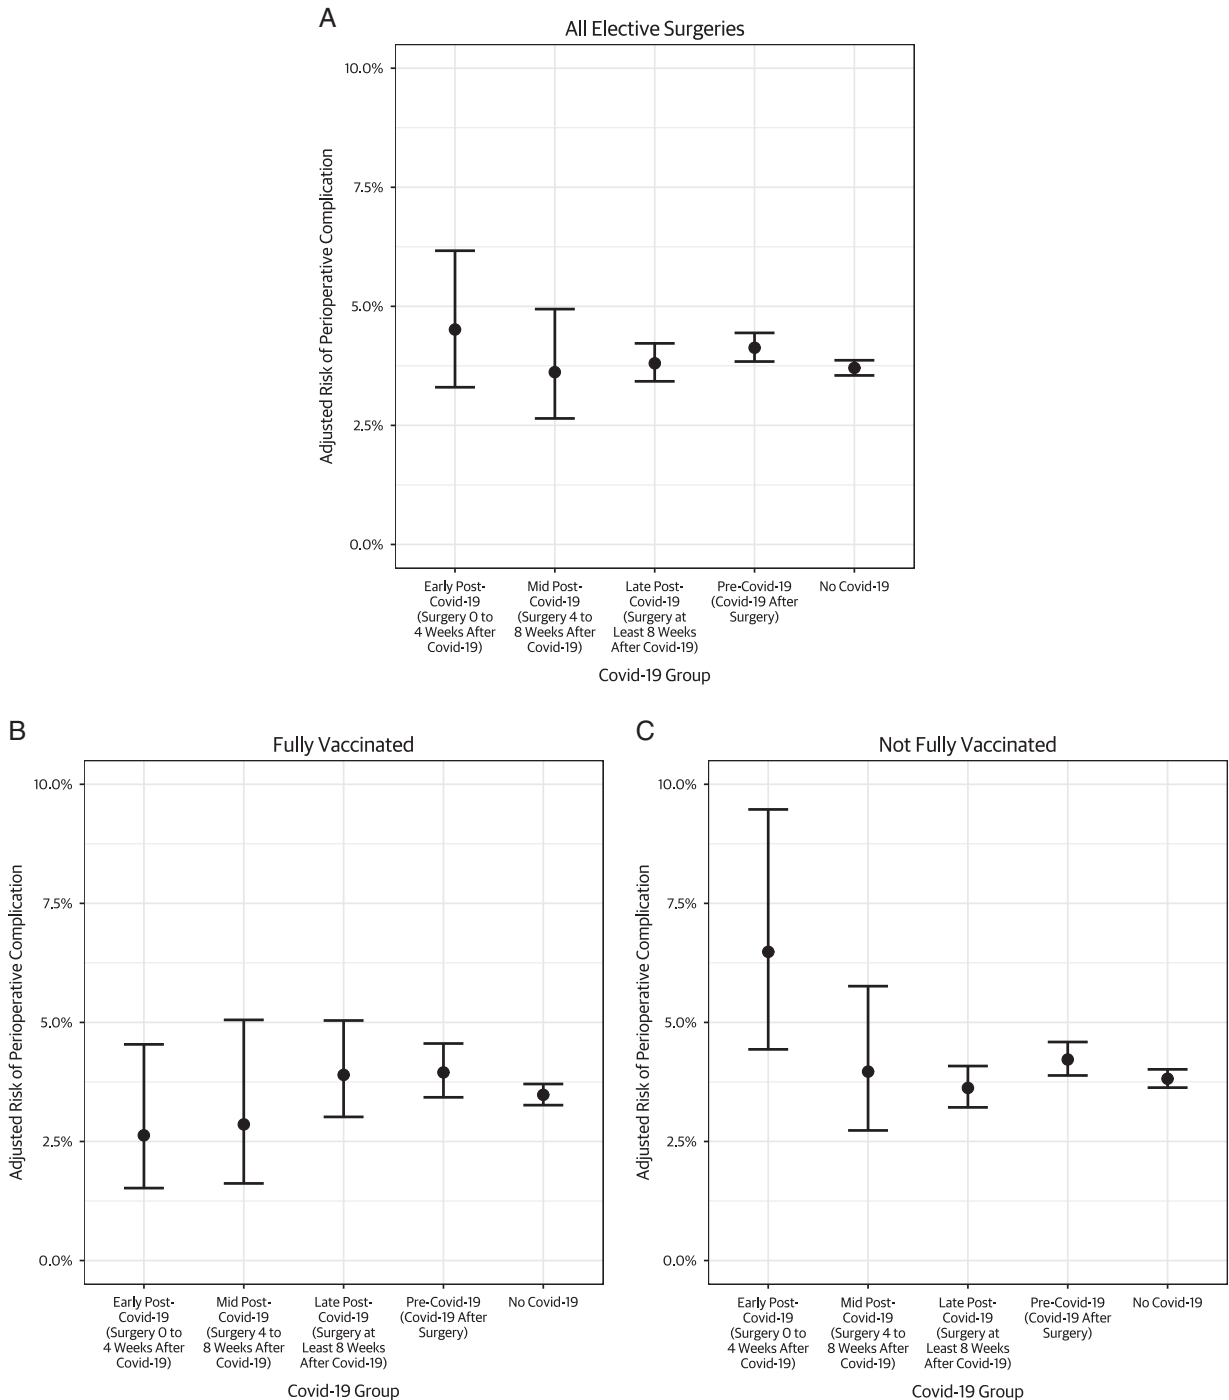 A
All Elective Surgeries
Adjusted Risk of Perioperative Complication
10.0%
7.5%
5.0%
2.5%
0.0%
Early Post-
Covid-19
(Surgery 0 to
4 Weeks After
Covid-19)
Mid Post-
Covid-19
(Surgery 4 to
8 Weeks After
Covid-19)
Late Post-
Covid-19
(Surgery at
Least 8 Weeks
After Covid-19)
Pre-Covid-19
(Covid-19 After
Surgery)
No Covid-19
Covid-19 Group
B
Fully Vaccinated
Adjusted Risk of Perioperative Complication
10.0%
7.5%
5.0%
2.5%
0.0%
Early Post-
Covid-19
(Surgery 0 to
4 Weeks After
Covid-19)
Mid Post-
Covid-19
(Surgery 4 to
8 Weeks After
Covid-19)
Late Post-
Covid-19
(Surgery at
Least 8 Weeks
After Covid-19)
Pre-Covid-19
(Covid-19 After
Surgery)
No Covid-19
Covid-19 Group
C
Not Fully Vaccinated
Adjusted Risk of Perioperative Complication
10.0%
7.5%
5.0%
2.5%
0.0%
Early Post-
Covid-19
(Surgery 0 to
4 Weeks After
Covid-19)
Mid Post-
Covid-19
(Surgery 4 to
8 Weeks After
Covid-19)
Late Post-
Covid-19
(Surgery at
Least 8 Weeks
After Covid-19)
Pre-Covid-19
(Covid-19 After
Surgery)
No Covid-19
Covid-19 Group